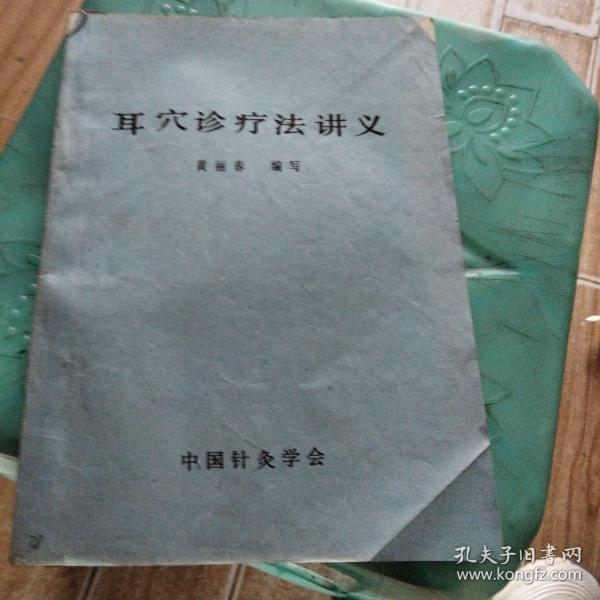 耳穴诊疗法讲义
黄丽春 编写
中国针灸学会
孔夫子旧书网
www.kongfz.com